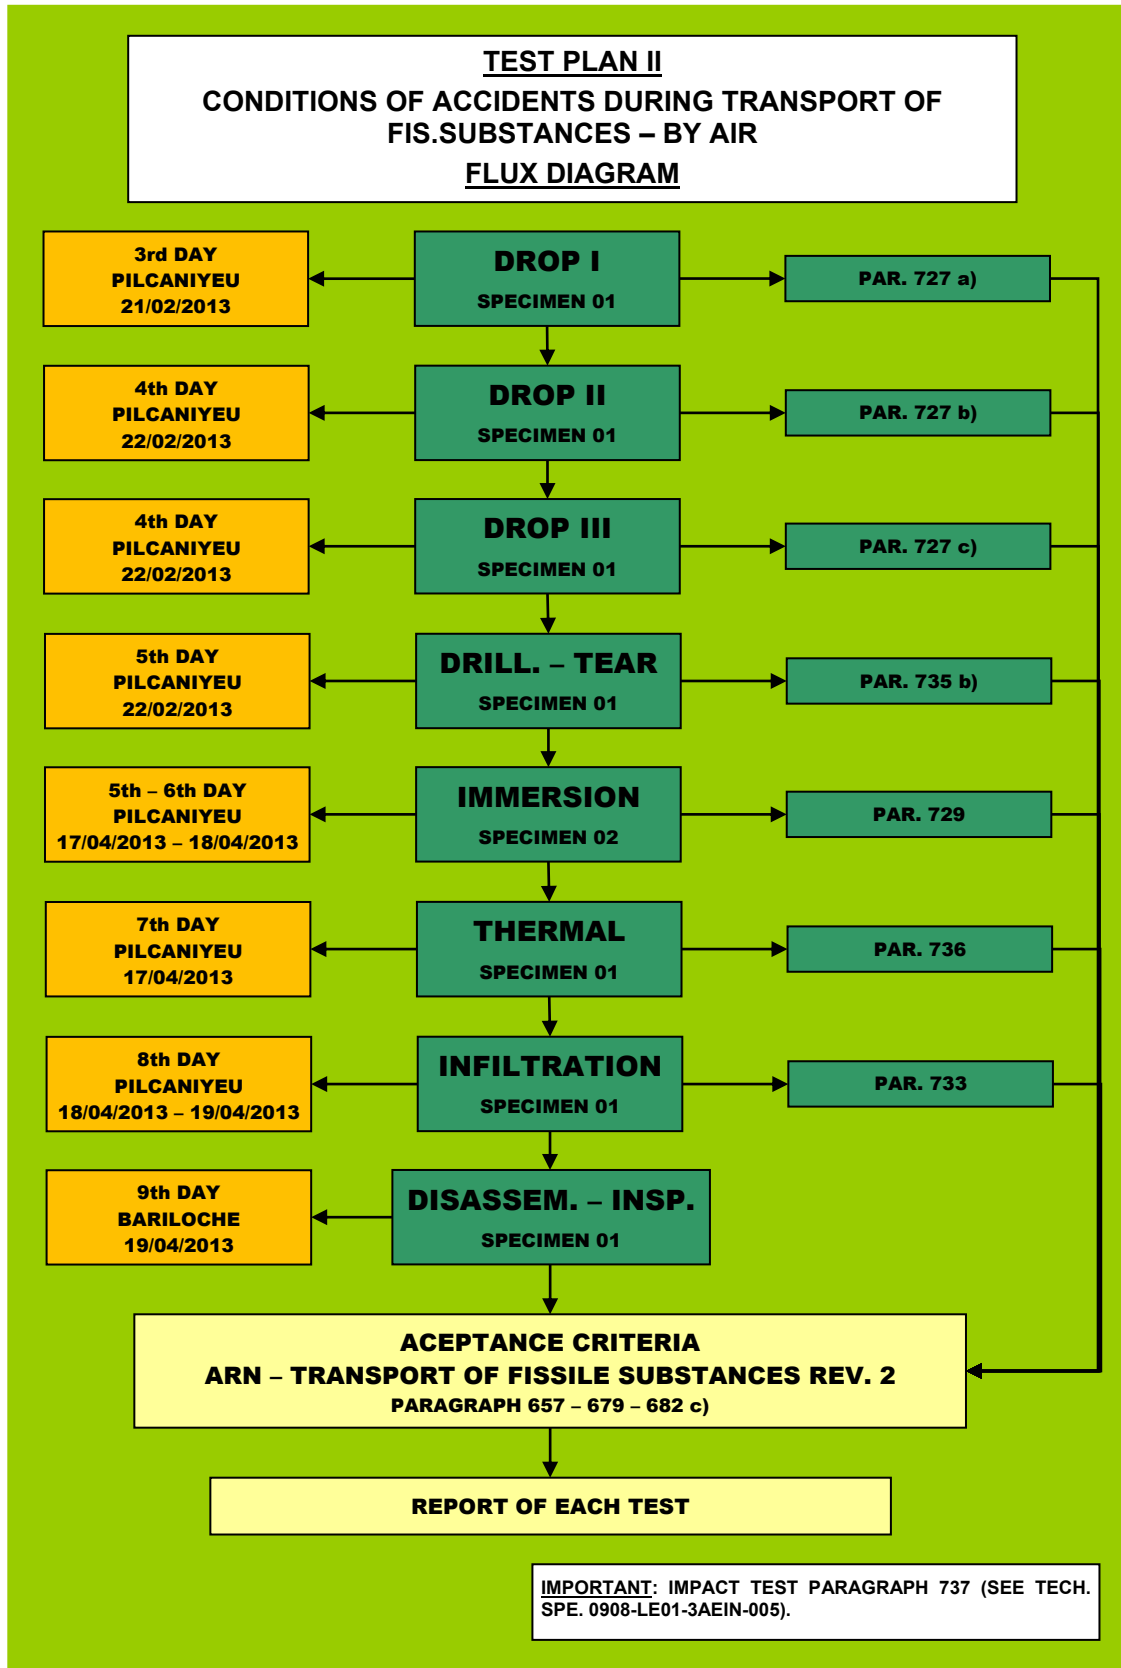 TEST PLAN II
CONDITIONS OF ACCIDENTS DURING TRANSPORT OF
FIS.SUBSTANCES – BY AIR
FLUX DIAGRAM
3rd DAY
PILCANIYEU
21/02/2013
DROP I
SPECIMEN 01
PAR. 727 a)
4th DAY
PILCANIYEU
22/02/2013
DROP II
SPECIMEN 01
PAR. 727 b)
4th DAY
PILCANIYEU
22/02/2013
DROP III
SPECIMEN 01
PAR. 727 c)
5th DAY
PILCANIYEU
22/02/2013
DRILL. – TEAR
SPECIMEN 01
PAR. 735 b)
5th – 6th DAY
PILCANIYEU
17/04/2013 – 18/04/2013
IMMERSION
SPECIMEN 02
PAR. 729
7th DAY
PILCANIYEU
17/04/2013
THERMAL
SPECIMEN 01
PAR. 736
8th DAY
PILCANIYEU
18/04/2013 – 19/04/2013
INFILTRATION
SPECIMEN 01
PAR. 733
9th DAY
BARILOCHE
19/04/2013
DISASSEM. – INSP.
SPECIMEN 01
ACEPTANCE CRITERIA
ARN – TRANSPORT OF FISSILE SUBSTANCES REV. 2
PARAGRAPH 657 – 679 – 682 c)
REPORT OF EACH TEST
IMPORTANT: IMPACT TEST PARAGRAPH 737 (SEE TECH.
SPE. 0908-LE01-3AEIN-005).